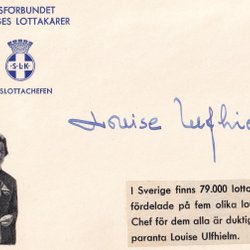 SFÖRBUNDET
GES LOTTAKÅRER
S·L·K
SLOTTACHEFEN
Louise Ulfhie
I Sverige finns 79.000 lotta
fördelade på fem olika lo
Chef för dem alla är duktig
paranta Louise Ulfhielm.